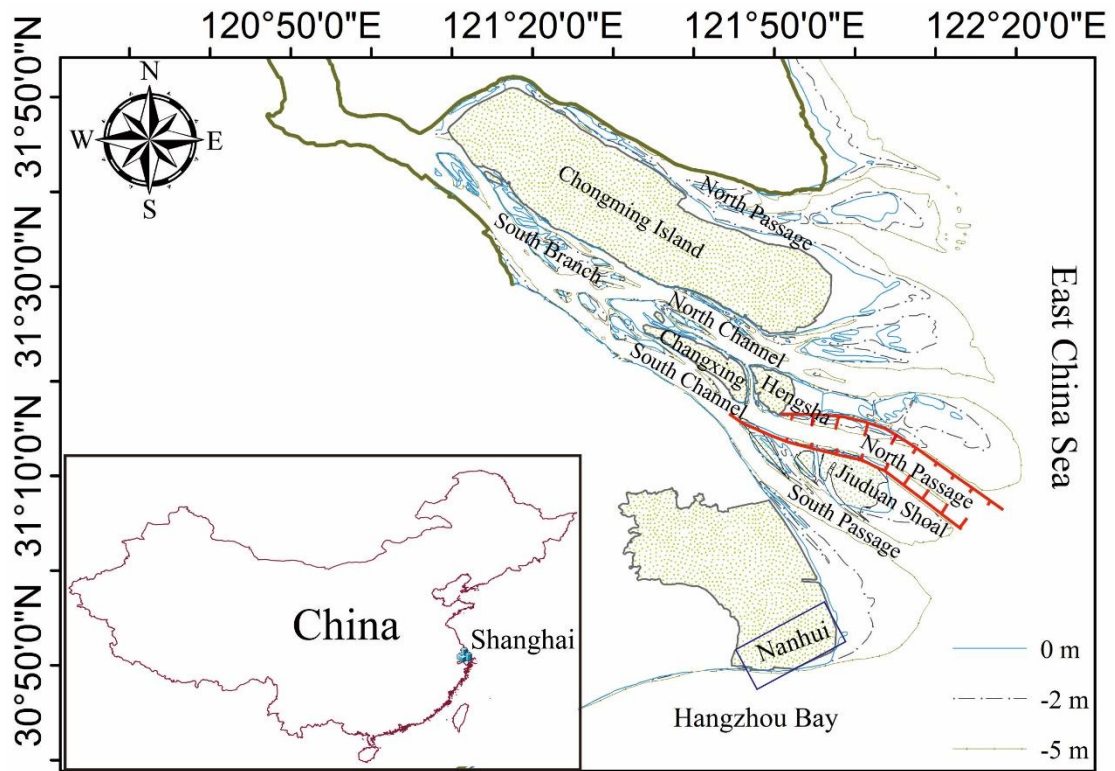 120°50'0"E
121°20'0"E
121°50'0"E
122°20'0"E
31°50'0"N
31°30'0"N
31°10'0"N
30°50'0"N
N
W
E
S
Chongming Island
North Passage
South Branch
North Channel
Changxing
Hengsha
South Channel
North Passage
Jiuduan Shoal
South Passage
East China Sea
China
Shanghai
Nanhui
Hangzhou Bay
0 m
-2 m
-5 m